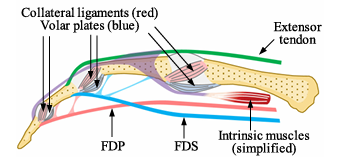 Collateral ligaments (red)
Volar plates (blue)
Extensor
tendon
FDP
FDS
Intrinsic muscles
(simplified)